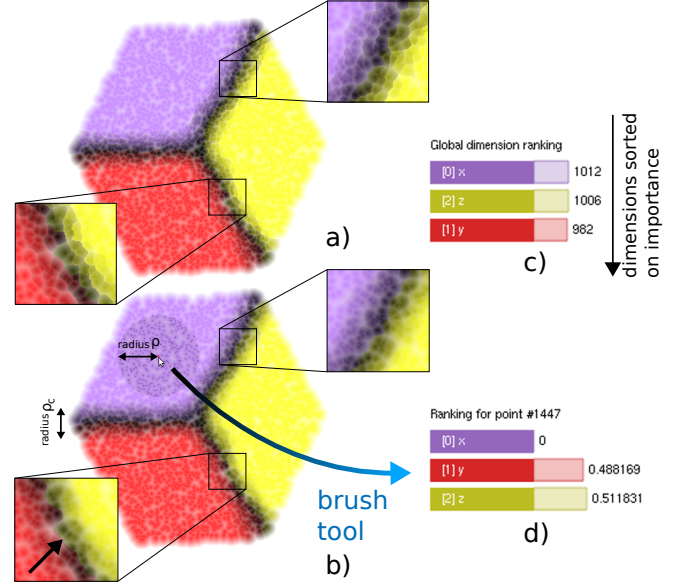 Global dimension ranking
[0] x
1012
[2] z
1006
[1] y
982
a)
c)
dimensions sorted
on importance
radius ρ
radius ρc
Ranking for point #1447
[0] x
0
[1] y
0.488169
[2] z
0.511831
brush
tool
b)
d)